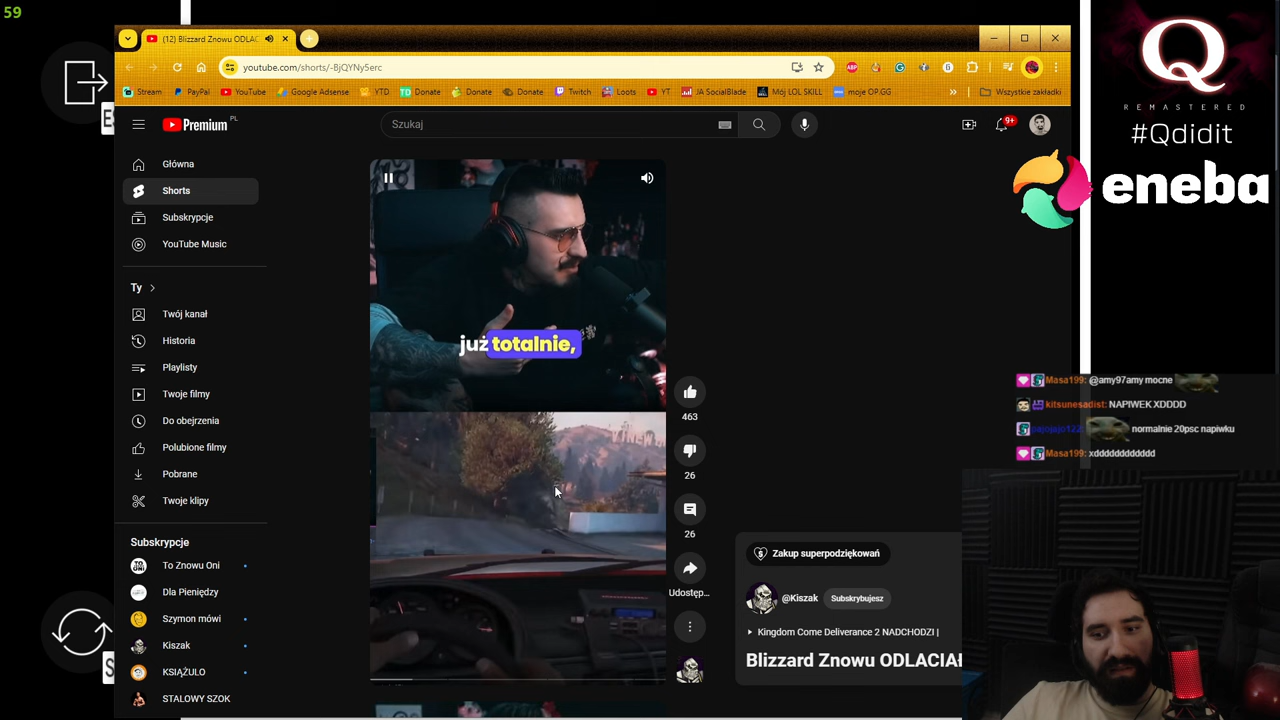 59
(12) Blizzard Znowu ODLAC
youtube.com/shorts/-BjQYNy5erc
Stream
PayPal
YouTube
Google Adsense
YTD
Donate
Donate
Donate
Twitch
Loots
YT
JA SocialBlade
Mój LOL SKILL
moje OP.GG
Wszystkie zakładki
Premium PL
Szukaj
9+
Główna
Shorts
Subskrypcje
YouTube Music
Ty
Twój kanał
Historia
Playlisty
Twoje filmy
Do obejrzenia
Polubione filmy
Pobrane
Twoje klipy
Subskrypcje
To Znowu Oni
Dla Pieniędzy
Szymon mówi
Kiszak
KSIĄŻULO
STALOWY SZOK
już totalnie,
463
26
26
Udostęp...
Zakup superpodziękowań
@Kiszak
Subskrybujesz
Kingdom Come Deliverance 2 NADCHODZI |
Blizzard Znowu ODLACIAŁ
REMASTERED
#Qdidit
eneba
Masa199: @amy97amy mocne
kitsunesadist: NAPIWEK XDDDD
normalnie 20psc napiwku
Masa199: xdddddddddddd